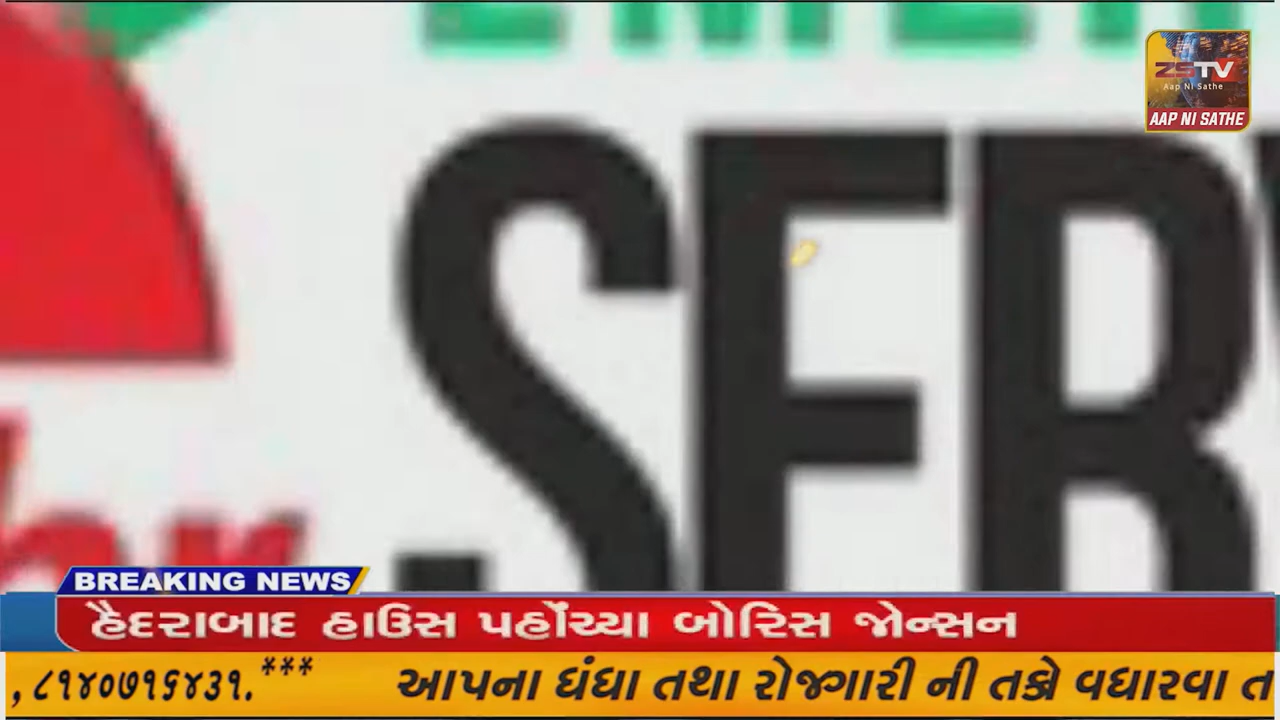 ZSTV
Aap Ni Sathe
AAP NI SATHE
SER
BREAKING NEWS
હૈદરાબાદ હાઉસ પહોંચ્યા બોરિસ જોન્સન
, ૮૧૪૦૭૧૬૪૩૧.*** આપના ધંધા તથા રોજગારી ની તકો વધારવા ત